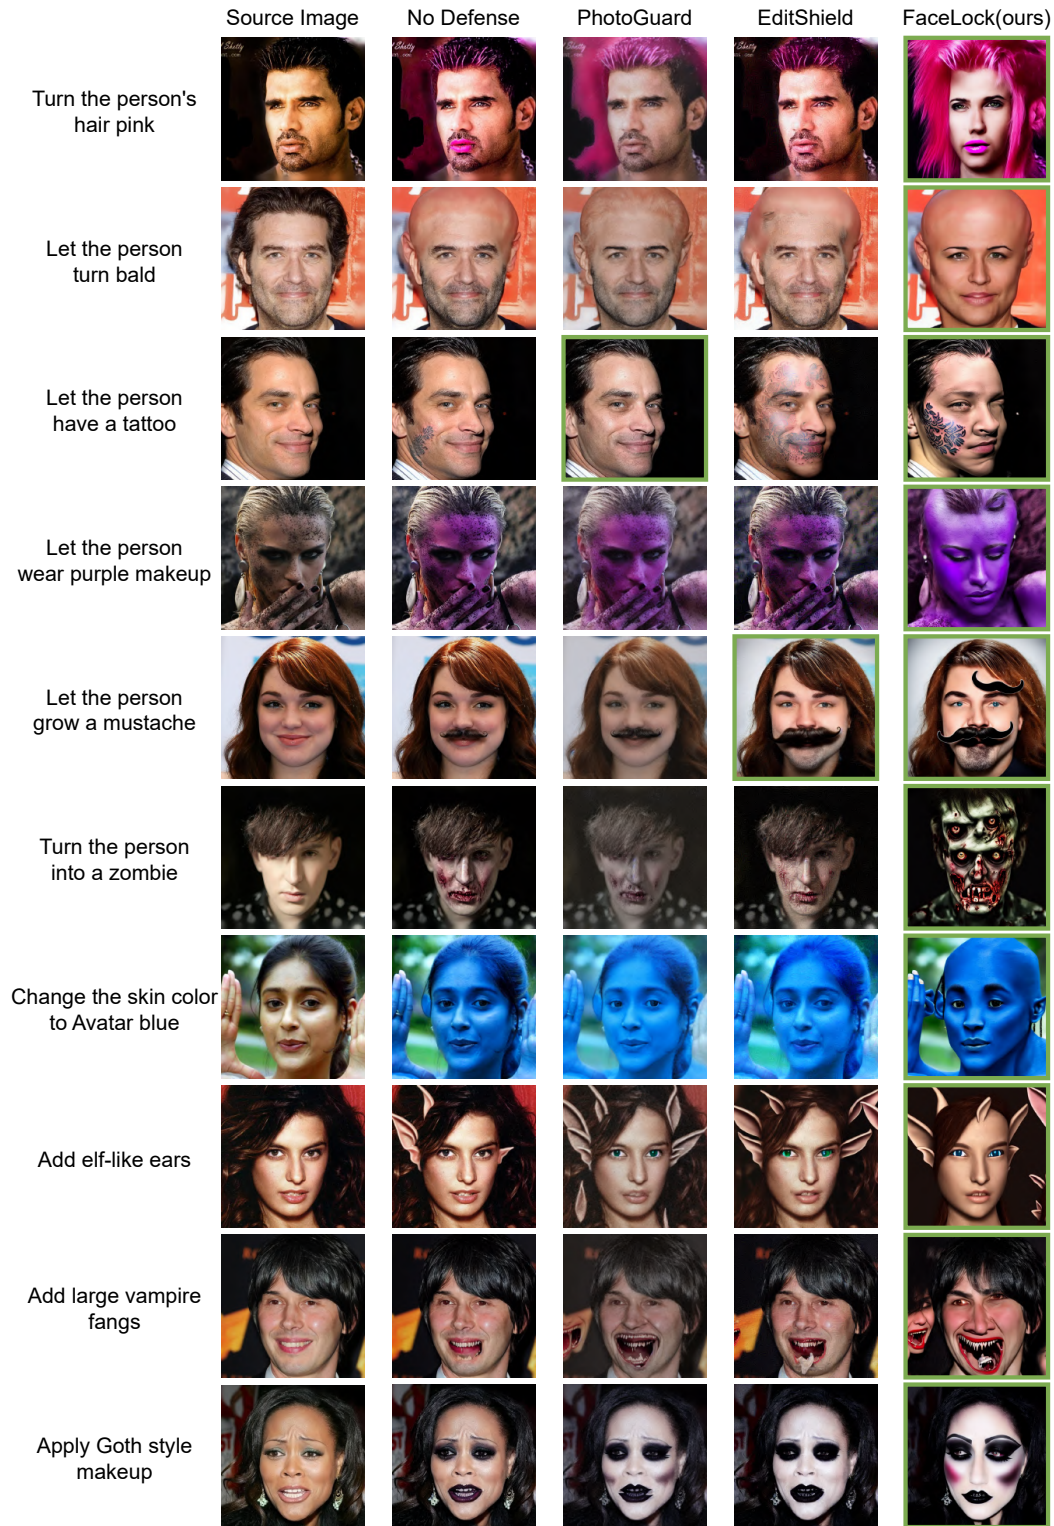 Source Image No Defense PhotoGuard EditShield FaceLock(ours)
Turn the person's
hair pink
Let the person
turn bald
Let the person
have a tattoo
Let the person
wear purple makeup
Let the person
grow a mustache
Turn the person
into a zombie
Change the skin color
to Avatar blue
Add elf-like ears
Add large vampire
fangs
Apply Goth style
makeup